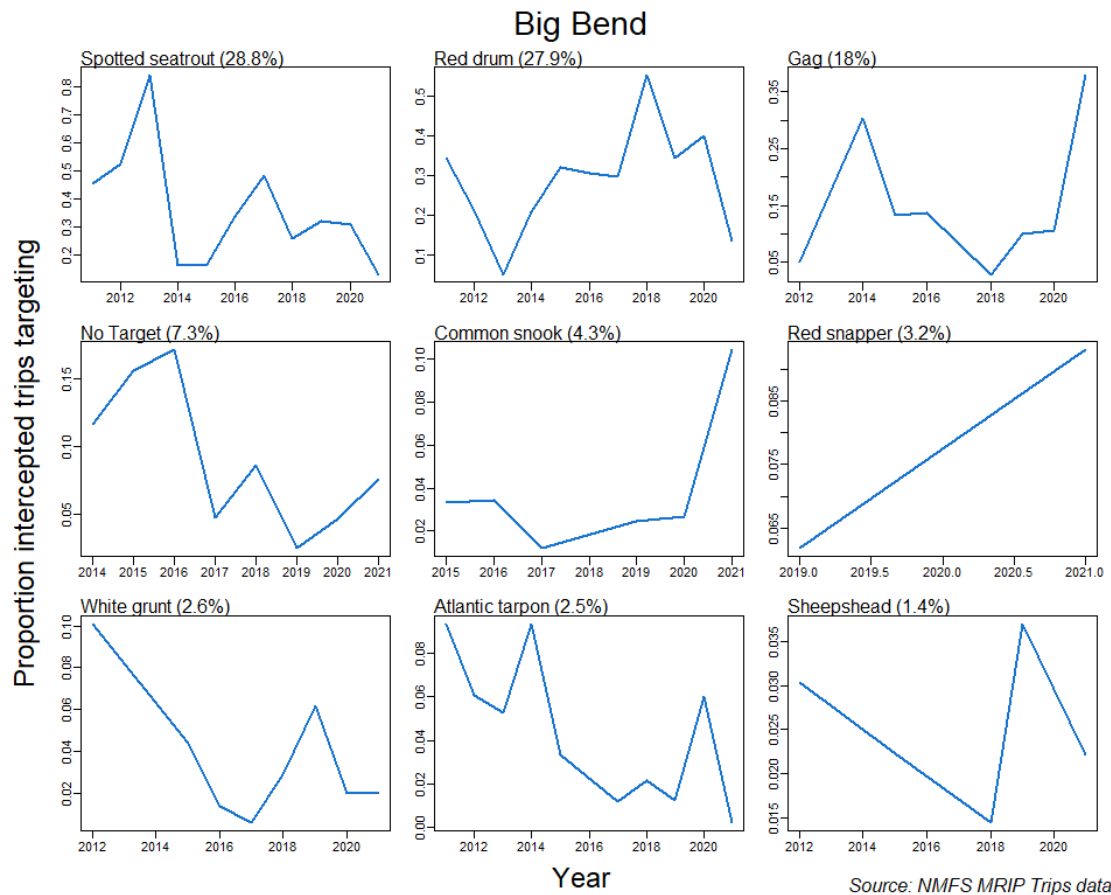 Big Bend
Proportion intercepted trips targeting
Spotted seatrout (28.8%)
0.8
0.7
0.6
0.5
0.4
0.3
0.2
2012 2014 2016 2018 2020
Red drum (27.9%)
0.5
0.4
0.3
0.2
0.1
2012 2014 2016 2018 2020
Gag (18%)
0.35
0.25
0.15
0.05
2012 2014 2016 2018 2020
No Target (7.3%)
0.15
0.10
0.05
2014 2015 2016 2017 2018 2019 2020 2021
Common snook (4.3%)
0.10
0.08
0.06
0.04
0.02
2015 2016 2017 2018 2019 2020 2021
Red snapper (3.2%)
0.085
0.075
0.065
2019.0 2019.5 2020.0 2020.5 2021.0
White grunt (2.6%)
0.10
0.08
0.06
0.04
0.02
2012 2014 2016 2018 2020
Atlantic tarpon (2.5%)
0.08
0.06
0.04
0.02
0.00
2012 2014 2016 2018 2020
Sheepshead (1.4%)
0.035
0.030
0.025
0.020
0.015
2012 2014 2016 2018 2020
Year
Source: NMFS MRIP Trips data